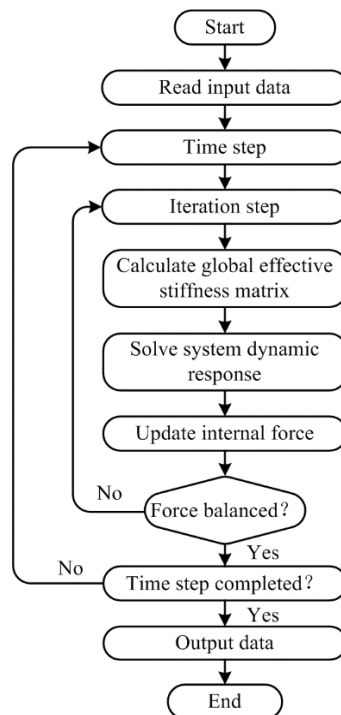 Start
Read input data
Time step
Iteration step
Calculate global effective
stiffness matrix
Solve system dynamic
response
Update internal force
No
Force balanced?
Yes
No
Time step completed?
Yes
Output data
End